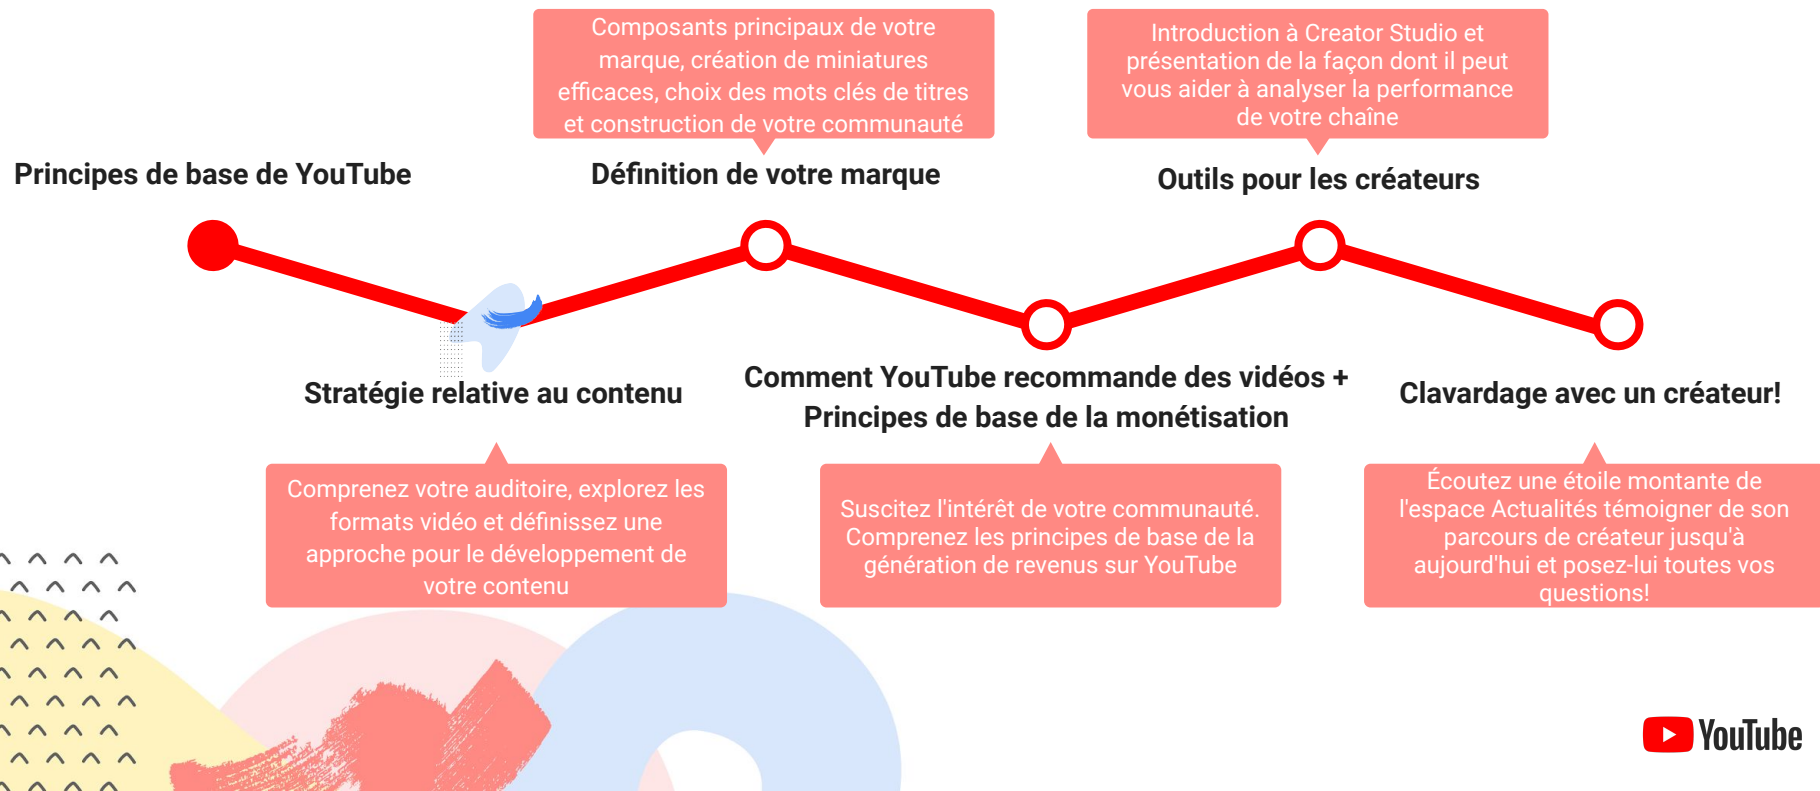 Principes de base de YouTube
Composants principaux de votre
marque, création de miniatures
efficaces, choix des mots clés de titres
et construction de votre communauté
Définition de votre marque
Introduction à Creator Studio et
présentation de la façon dont il peut
vous aider à analyser la performance
de votre chaîne
Outils pour les créateurs
Stratégie relative au contenu
Comprenez votre auditoire, explorez les
formats vidéo et définissez une
approche pour le développement de
votre contenu
Comment YouTube recommande des vidéos +
Principes de base de la monétisation
Suscitez l'intérêt de votre communauté.
Comprenez les principes de base de la
génération de revenus sur YouTube
Clavardage avec un créateur!
Écoutez une étoile montante de
l'espace Actualités témoigner de son
parcours de créateur jusqu'à
aujourd'hui et posez-lui toutes vos
questions!
YouTube